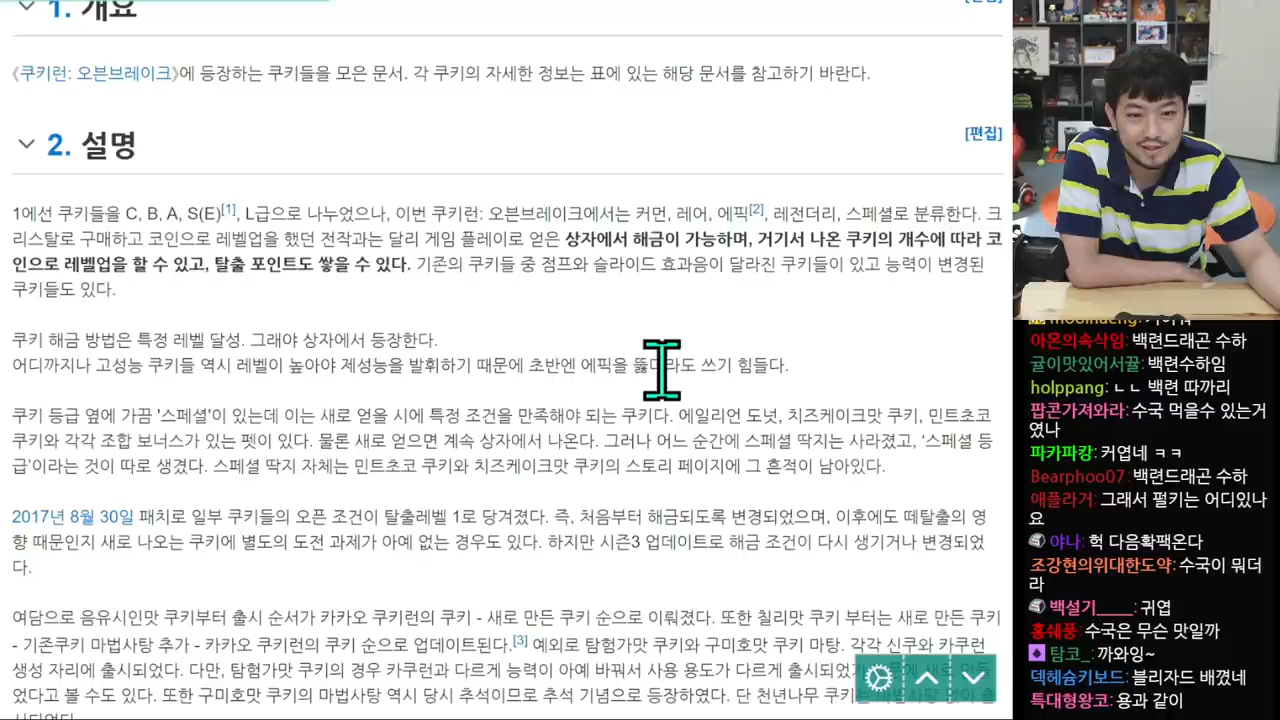 1. 개요
[편집]
《쿠키런: 오븐브레이크》에 등장하는 쿠키들을 모은 문서. 각 쿠키의 자세한 정보는 표에 있는 해당 문서를 참고하기 바란다.
2. 설명
[편집]
1에선 쿠키들을 C, B, A, S(E)[1], L급으로 나누었으나, 이번 쿠키런: 오븐브레이크에서는 커먼, 레어, 에픽[2], 레전더리, 스페셜로 분류한다. 크
리스탈로 구매하고 코인으로 레벨업을 했던 전작과는 달리 게임 플레이로 얻은 상자에서 해금이 가능하며, 거기서 나온 쿠키의 개수에 따라 코
인으로 레벨업을 할 수 있고, 탈출 포인트도 쌓을 수 있다. 기존의 쿠키들 중 점프와 슬라이드 효과음이 달라진 쿠키들이 있고 능력이 변경된
쿠키들도 있다.
쿠키 해금 방법은 특정 레벨 달성. 그래야 상자에서 등장한다.
어디까지나 고성능 쿠키들 역시 레벨이 높아야 제성능을 발휘하기 때문에 초반엔 에픽을 라도 쓰기 힘들다.
쿠키 등급 옆에 가끔 '스페셜'이 있는데 이는 새로 얻을 시에 특정 조건을 만족해야 되는 쿠키다. 에일리언 도넛, 치즈케이크맛 쿠키, 민트초코
쿠키와 각각 조합 보너스가 있는 펫이 있다. 물론 새로 얻으면 계속 상자에서 나온다. 그러나 어느 순간에 스페셜 딱지는 사라졌고, ‘스페셜 등
급’이라는 것이 따로 생겼다. 스페셜 딱지 자체는 민트초코 쿠키와 치즈케이크맛 쿠키의 스토리 페이지에 그 흔적이 남아있다.
2017년 8월 30일 패치로 일부 쿠키들의 오픈 조건이 탈출레벨 1로 당겨졌다. 즉, 처음부터 해금되도록 변경되었으며, 이후에도 떼탈출의 영
향 때문인지 새로 나오는 쿠키에 별도의 도전 과제가 아예 없는 경우도 있다. 하지만 시즌3 업데이트로 해금 조건이 다시 생기거나 변경되었
다.
여담으로 음유시인맛 쿠키부터 출시 순서가 카카오 쿠키런의 쿠키 - 새로 만든 쿠키 순으로 이뤄졌다. 또한 칠리맛 쿠키 부터는 새로 만든 쿠키
- 기존쿠키 마법사탕 추가 - 카카오 쿠키런의 쿠키 순으로 업데이트된다.[3] 예외로 탐험가맛 쿠키와 구미호맛 쿠키 마탕. 각각 신쿠와 카쿠런
생성 자리에 출시되었다. 다만, 탐험가맛 쿠키는 카쿠런과 다르게 능력이 아예 바뀌서 사용 용도가 다르게 출시되었
었다고 볼 수도 있다. 또한 구미호맛 쿠키의 마법사탕 역시 당시 추석이므로 추석 기념으로 등장하였다. 단 천년나무 쿠키
아온의속삭임: 백련드래곤 수하
귤이맛있어서뀰: 백련수하임
holppang: ㄴㄴ 백련 따까리
팝콘가져와라: 수국 먹을수 있는거
였나
파카파캉: 커엽네 ㅋㅋ
Bearphoo07: 백련드래곤 수하
애플라거: 그래서 펄키는 어디있나
요
야나: 헉 다음확팩온다
조강현의위대한도약: 수국이 뭐더
라
백설기____: 귀엽
홍쉐풍: 수국은 무슨 맛일까
탐코_: 까와잉~
덱헤슘키보드: 블리자드 배꼈네
특대형왕코: 용과 같이